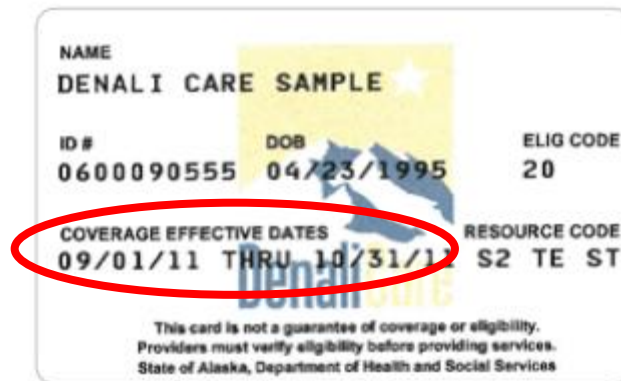 NAME
DENALI CARE SAMPLE
ID # DOB ELIG CODE
0600090555 04/23/1995 20
COVERAGE EFFECTIVE DATES RESOURCE CODE
09/01/11 THRU 10/31/11 S2 TE ST
DenaliCare
This card is not a guarantee of coverage or eligibility.
Providers must verify eligibility before providing services.
State of Alaska, Department of Health and Social Services